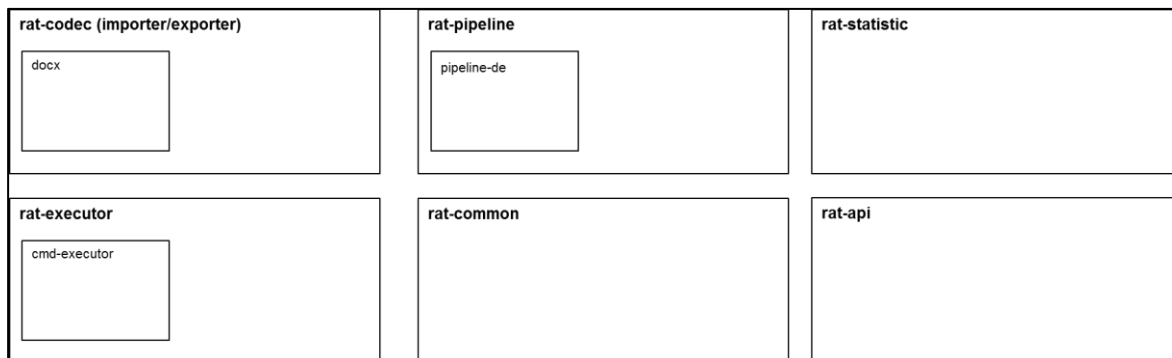 rat-codec (importer/exporter)
docx
rat-pipeline
pipeline-de
rat-statistic
rat-executor
cmd-executor
rat-common
rat-api